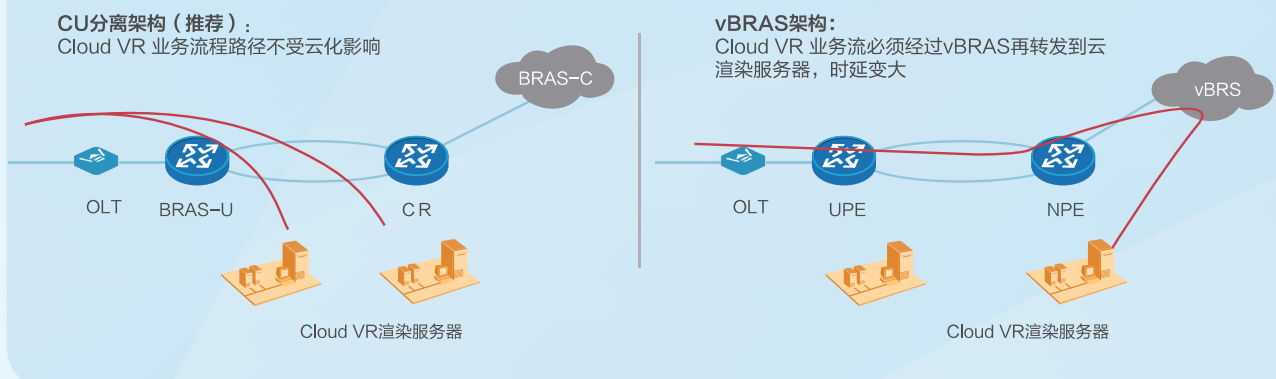 CU分离架构（推荐）：
Cloud VR 业务流程路径不受云化影响
BRAS-C
OLT
BRAS-U
CR
Cloud VR渲染服务器
vBRAS架构：
Cloud VR 业务流必须经过vBRAS再转发到云
渲染服务器，时延变大
vBRS
OLT
UPE
NPE
Cloud VR渲染服务器